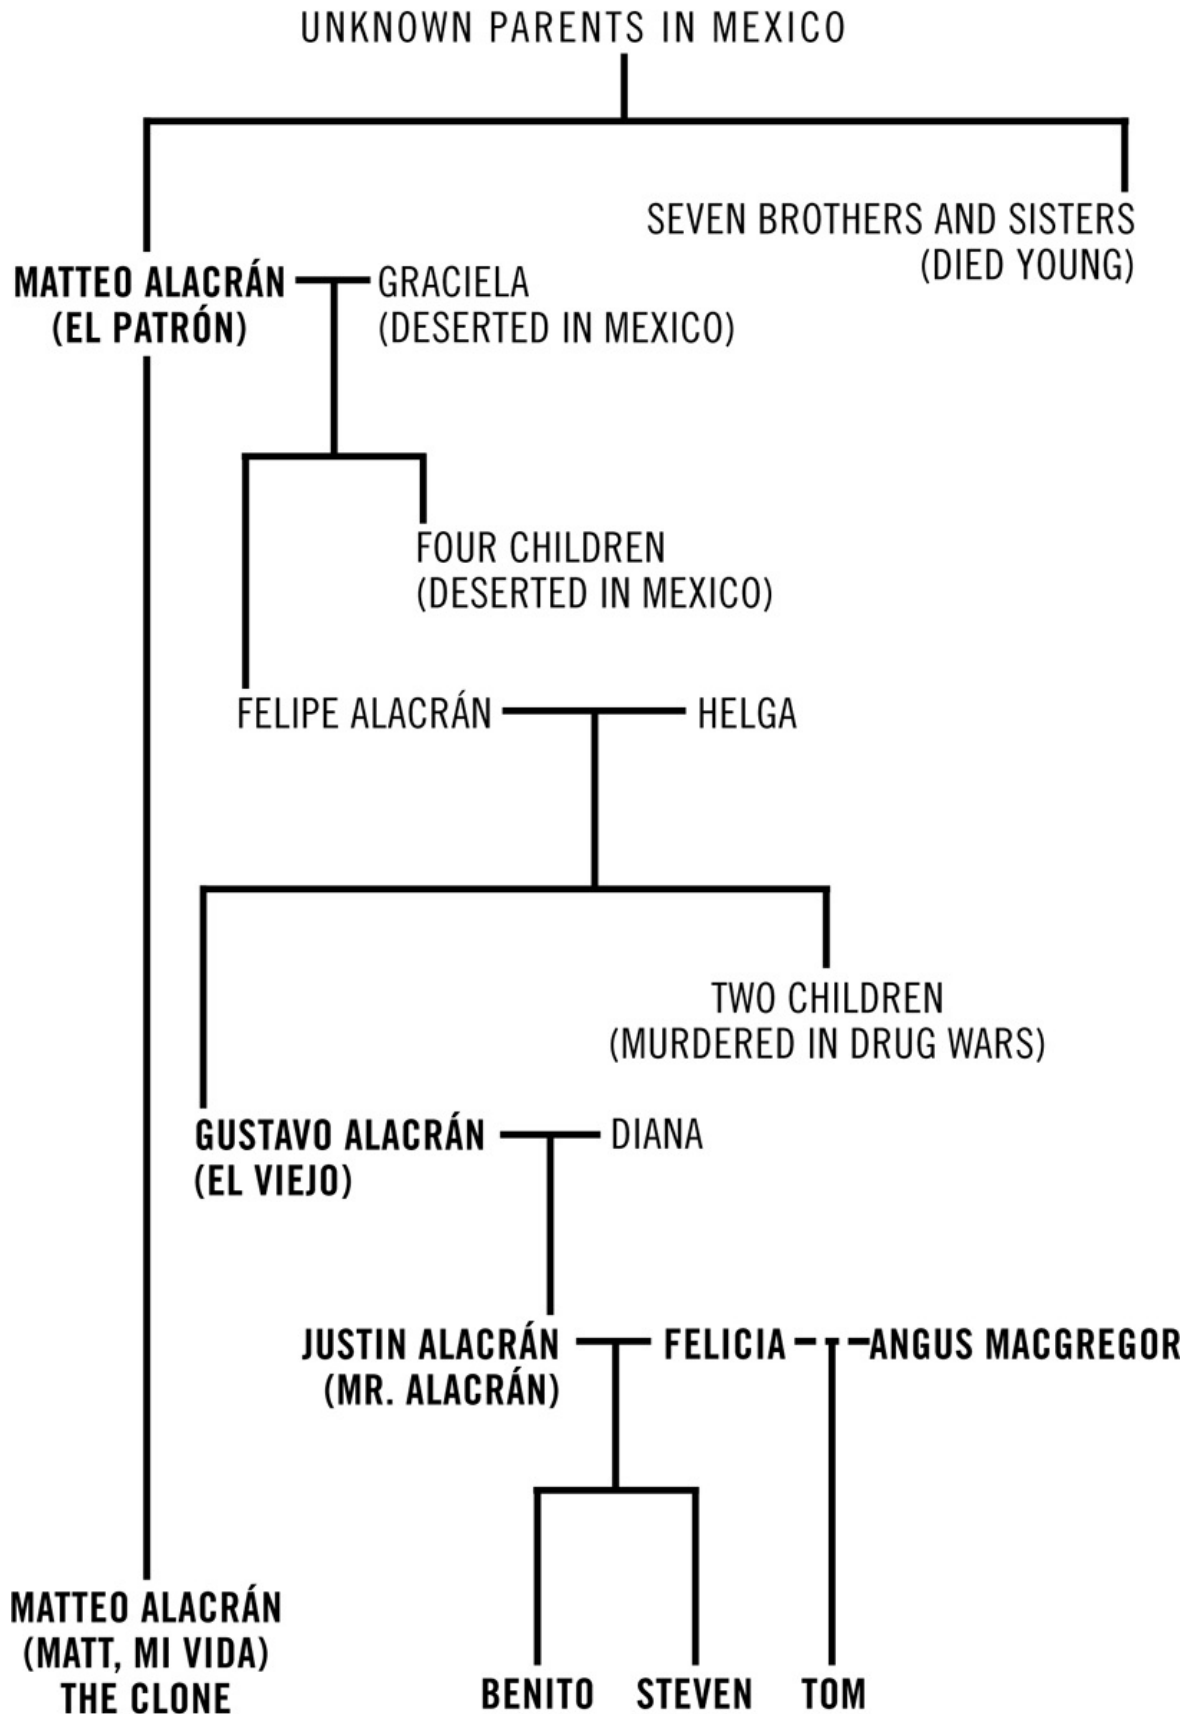 UNKNOWN PARENTS IN MEXICO
SEVEN BROTHERS AND SISTERS
(DIED YOUNG)
MATTEO ALACRÁN
(EL PATRÓN)
GRACIELA
(DESERTED IN MEXICO)
FOUR CHILDREN
(DESERTED IN MEXICO)
FELIPE ALACRÁN
HELGA
TWO CHILDREN
(MURDERED IN DRUG WARS)
GUSTAVO ALACRÁN
(EL VIEJO)
DIANA
JUSTIN ALACRÁN
(MR. ALACRÁN)
FELICIA
ANGUS MACGREGOR
MATTEO ALACRÁN
(MATT, MI VIDA)
THE CLONE
BENITO
STEVEN
TOM